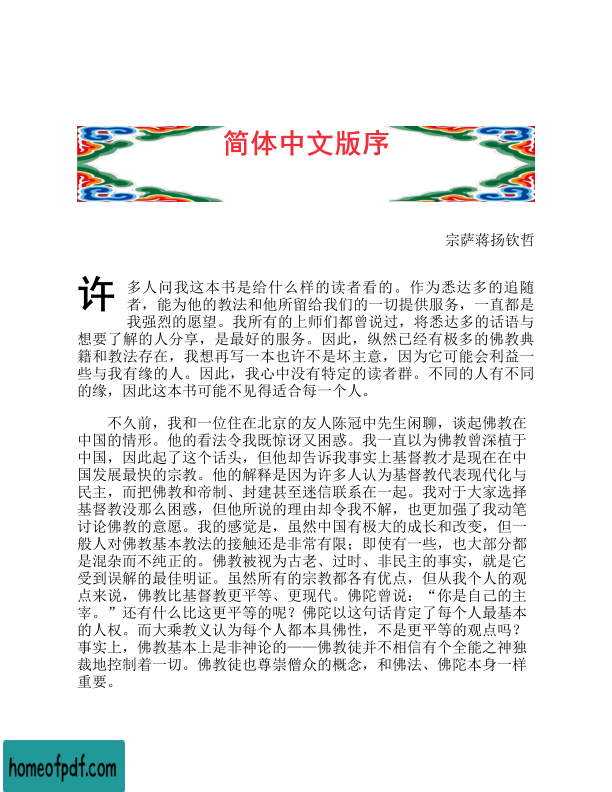 简体中文版序
宗萨蒋扬钦哲
许多人问我这本书是给什么样的读者看的。作为悉达多的追随
者，能为他的教法和他所留给我们的一切提供服务，一直都是
我强烈的愿望。我所有的上师们都曾说过，将悉达多的话语与
想要了解的人分享，是最好的服务。因此，纵然已经有极多的佛教典
籍和教法存在，我想再写一本也许不是坏主意，因为它可能会利益一
些与我有缘的人。因此，我心中没有特定的读者群。不同的人有不同
的缘，因此这本书可能不见得适合每一个人。
不久前，我和一位住在北京的友人陈冠中先生闲聊，谈起佛教在
中国的情形。他的看法令我既惊讶又困惑。我一直以为佛教曾深植于
中国，因此起了这个话头，但他却告诉我事实上基督教才是现在在中
国发展最快的宗教。他的解释是因为许多人认为基督教代表现代化与
民主，而把佛教和帝制、封建甚至迷信联系在一起。我对于大家选择
基督教没那么困惑，但他所说的理由却令我不解，也更加强了我动笔
讨论佛教的意愿。我的感觉是，虽然中国有极大的成长和改变，但一
般人对佛教基本教法的接触还是非常有限；即使有一些，也大部分都
是混杂而不纯正的。佛教被视为古老、过时、非民主的事实，就是它
受到误解的最佳明证。虽然所有的宗教都各有优点，但从我个人的观
点来说，佛教比基督教更平等、更现代。佛陀曾说：“你是自己的主
宰。”还有什么比这更平等的呢？佛陀以这句话肯定了每个人最基本
的人权。而大乘教义认为每个人都本具佛性，不是更平等的观点吗？
事实上，佛教基本上是非神论的——佛教徒并不相信有个全能之神独
裁地控制着一切。佛教徒也尊崇僧众的概念，和佛法、佛陀本身一样
重要。
homeofpdf.com